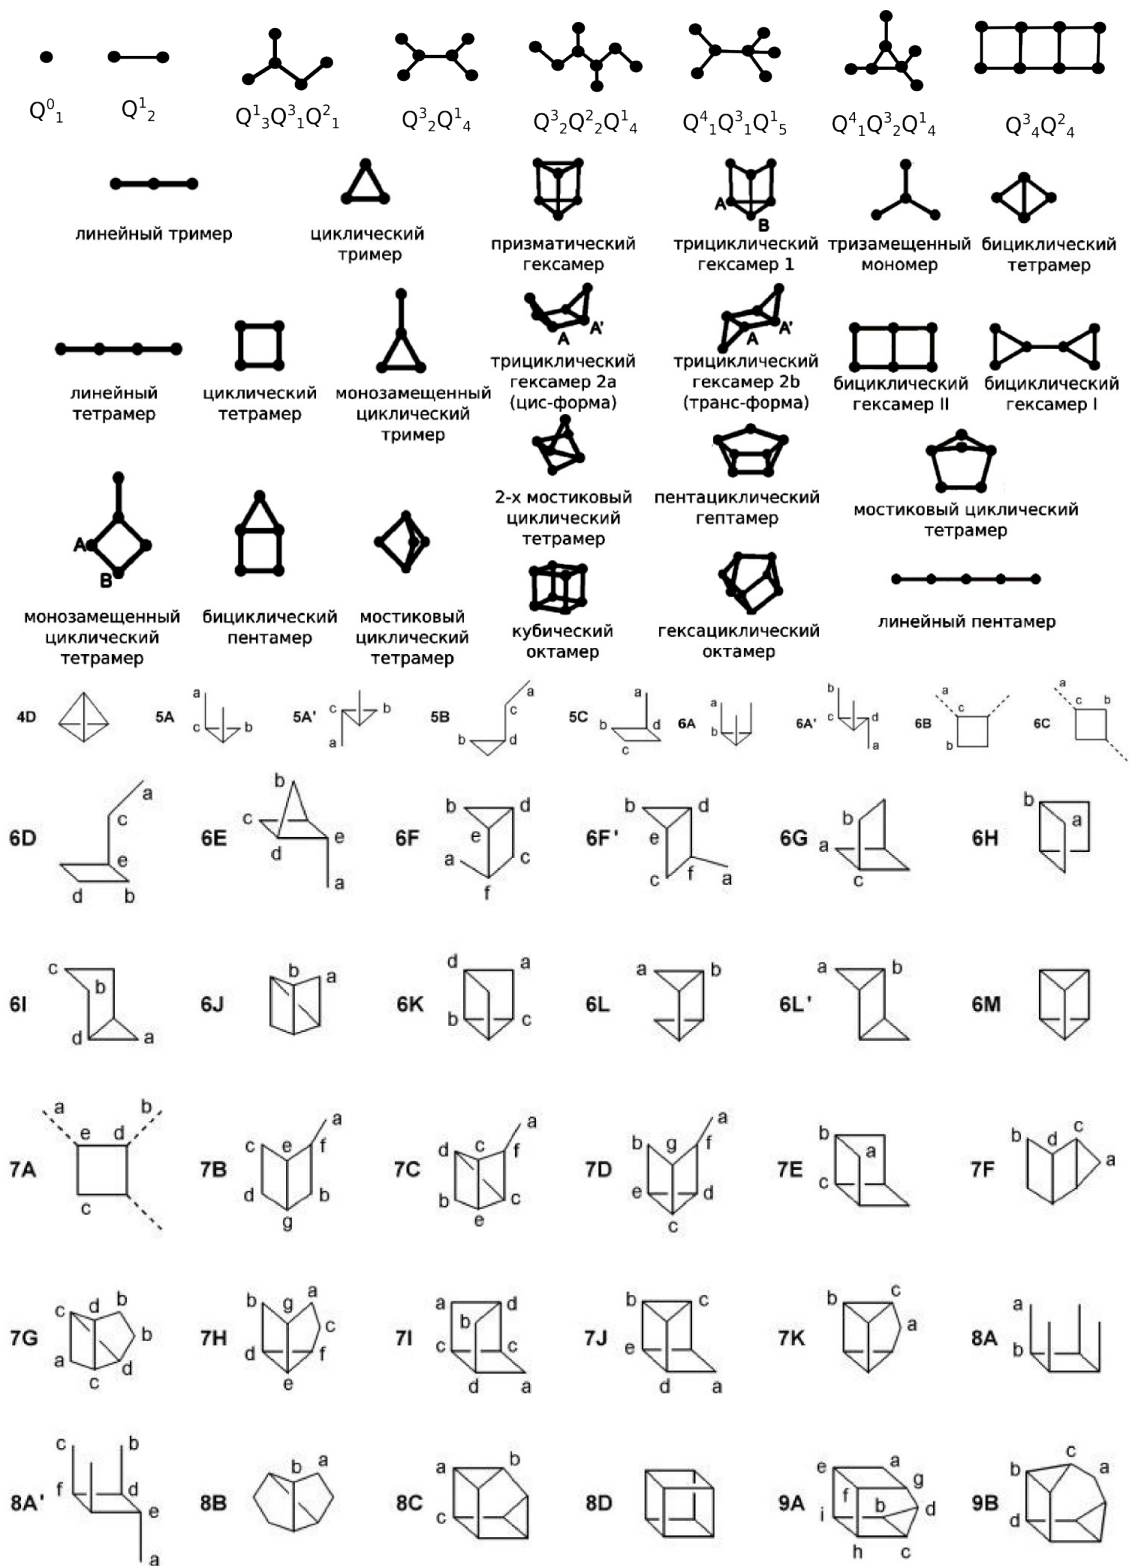 Q⁰₁ Q¹₂ Q¹₃Q³₁Q²₁ Q³₂Q¹₄ Q³₂Q²₂Q¹₄ Q⁴₁Q³₁Q¹₅ Q⁴₁Q³₂Q¹₄ Q³₄Q²₄
A
B
линейный тример
циклический
тример
призматический
гексамер
трициклический
гексамер 1
тризамещенный
мономер
бициклический
тетрамер
A A'
A A'
линейный
тетрамер
циклический
тетрамер
монозамещенный
циклический
тример
трициклический
гексамер 2а
(цис-форма)
трициклический
гексамер 2b
(транс-форма)
бициклический
гексамер II
бициклический
гексамер I
2-х мостиковый
циклический
тетрамер
пентациклический
гептамер
мостиковый циклический
тетрамер
A
B
монозамещенный
циклический
тетрамер
бициклический
пентамер
мостиковый
циклический
тетрамер
кубический
октамер
гексациклический
октамер
линейный пентамер
4D
5A a c b
5A' c b a
5B a c b d
5C a b d c
6A a b
6A' b c d a
6B a c b
6C a c b
6D a c e d b
6E b c e d a
6F b d e a c f
6F' b d e c f a
6G b a c
6H b a
6I c b d a
6J b a
6K d a b c
6L a b
6L' a b
6M
7A a b e d c
7B a c e f d b g
7C a d c f b c e
7D a b g f e d c
7E b a c
7F b d c a
7G c d b b a d c
7H b g a c d f e
7I a d b c c d a
7J b c e d a
7K b c a
8A a b
8A' c b f d e a
8B b a
8C a b c
8D
9A e a g f b d i h c
9B b c a d